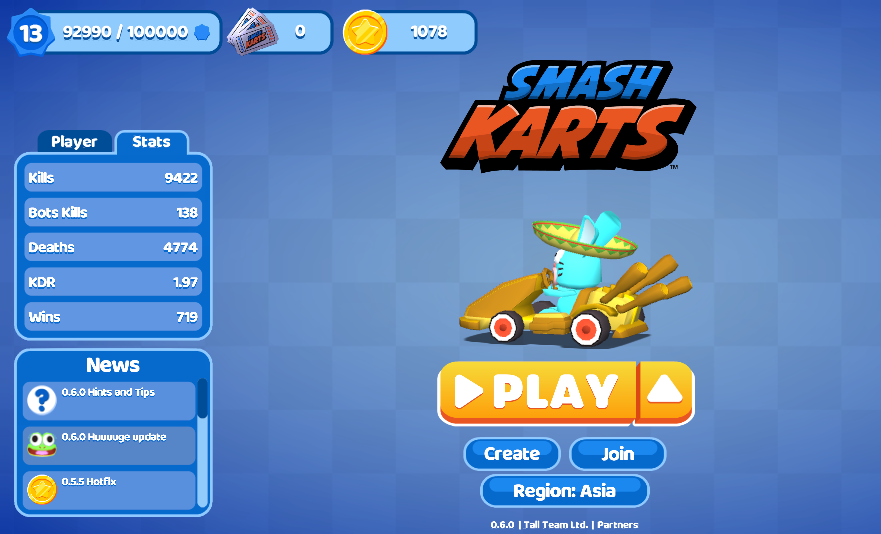 13 92990 / 100000 0 1078
SMASH
KARTS
TM
Player Stats
Kills 9422
Bots Kills 138
Deaths 4774
KDR 1.97
Wins 719
News
0.6.0 Hints and Tips
0.6.0 Huuuuge update
0.5.5 Hotfix
PLAY
Create Join
Region: Asia
0.6.0 | Tall Team Ltd. | Partners